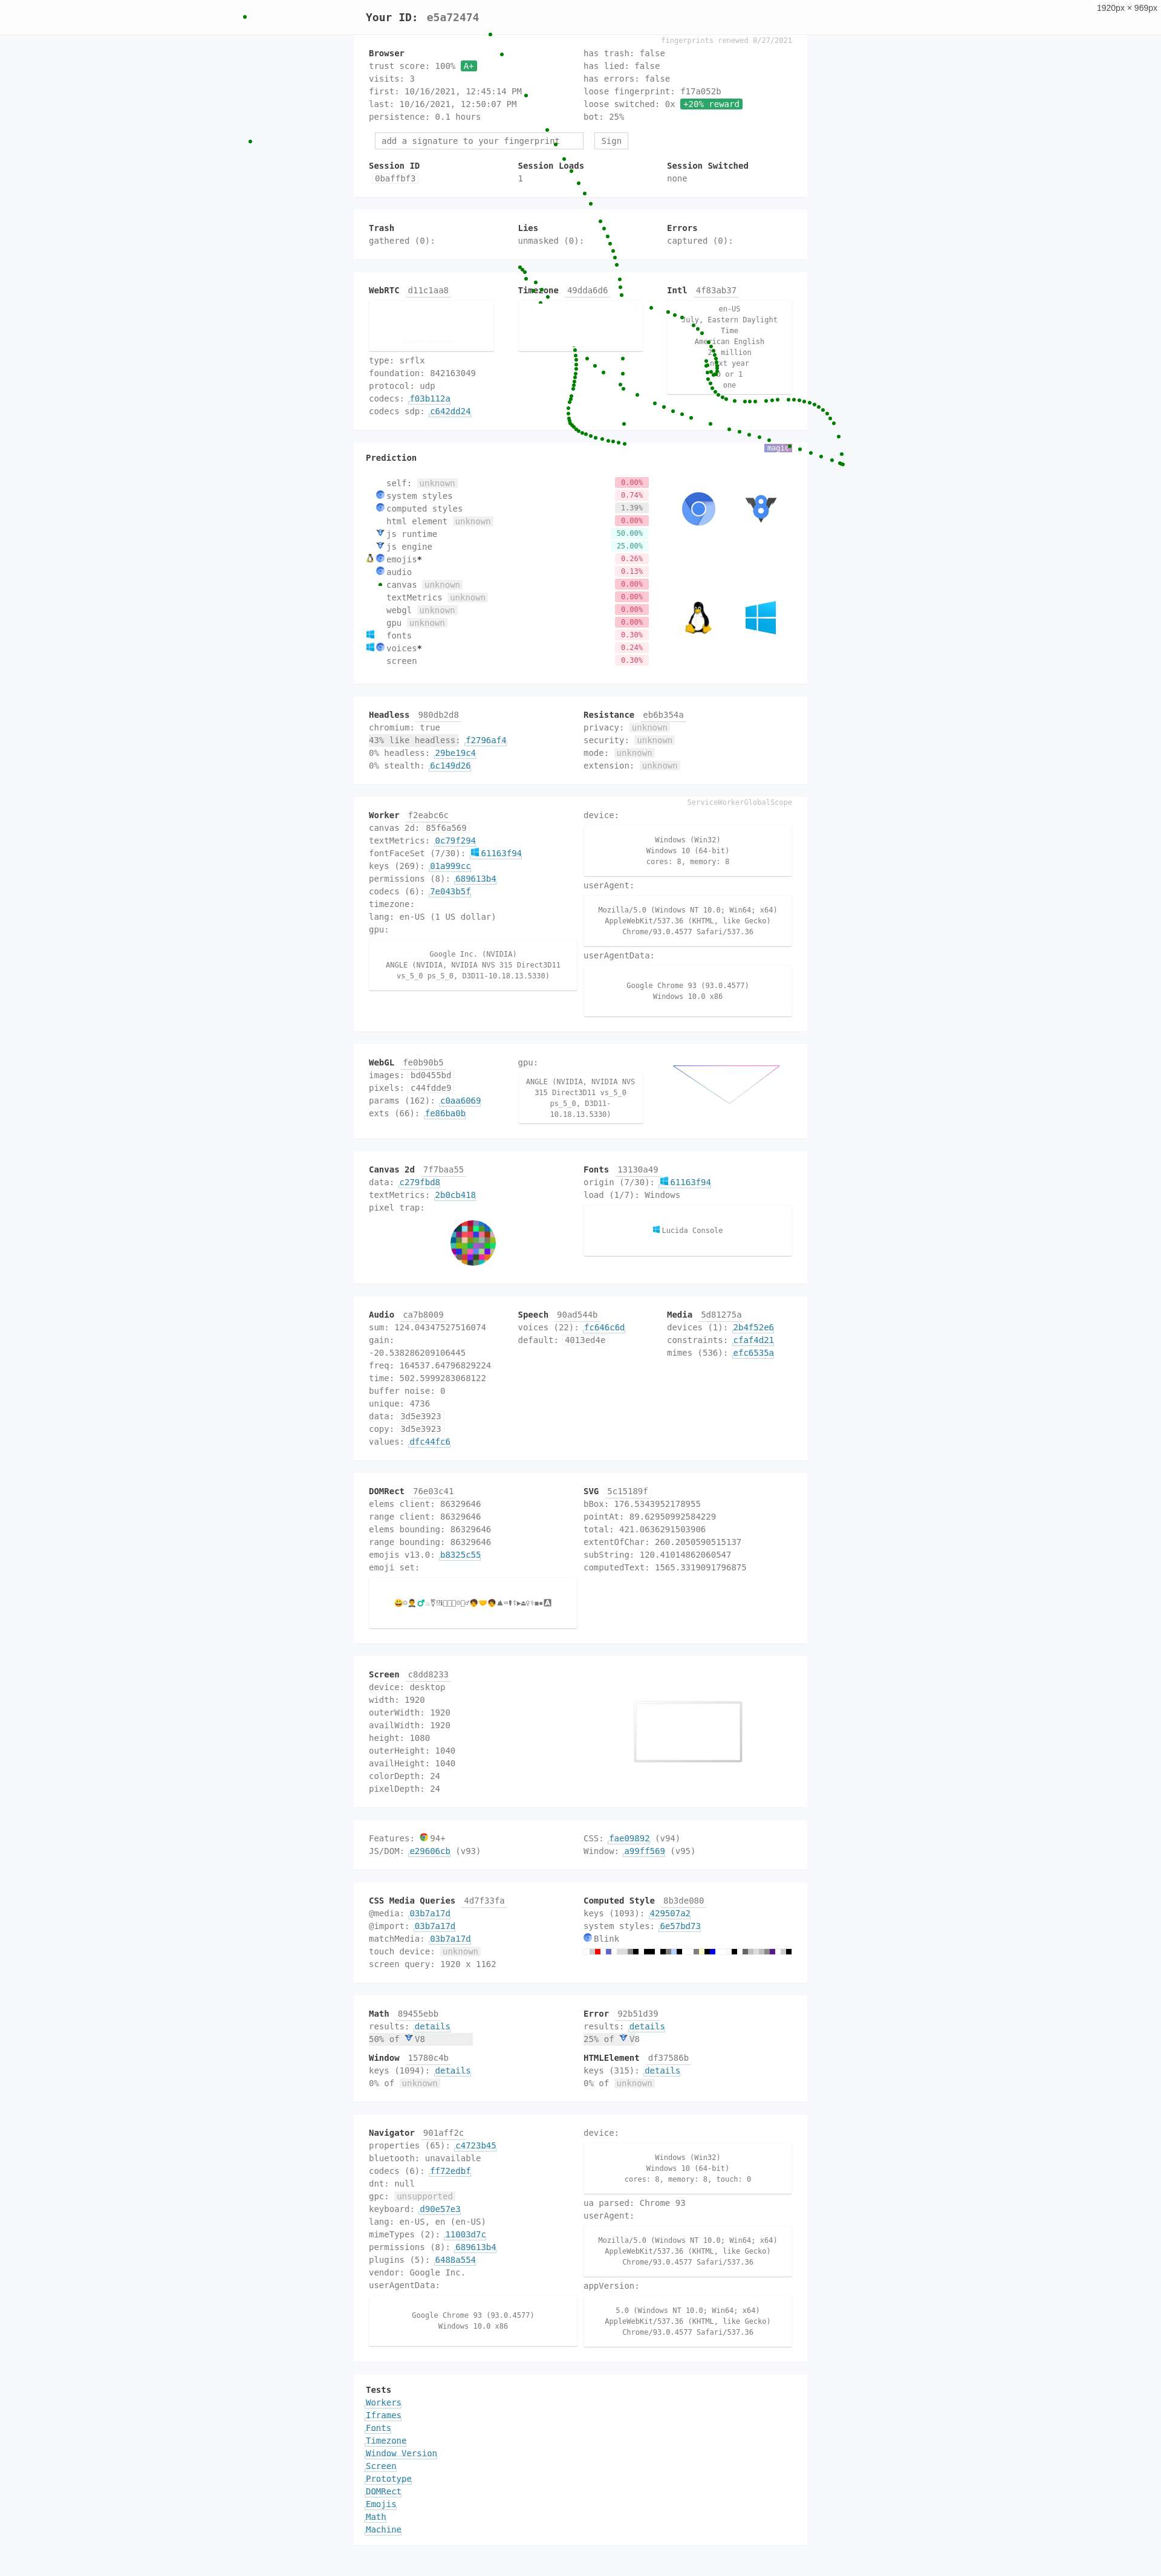 1920px × 969px
Your ID: e5a72474
fingerprints renewed 8/27/2021
Browser
trust score: 100% A+
visits: 3
first: 10/16/2021, 12:45:14 PM
last: 10/16/2021, 12:50:07 PM
persistence: 0.1 hours
has trash: false
has lied: false
has errors: false
loose fingerprint: f17a052b
loose switched: 0x +20% reward
bot: 25%
add a signature to your fingerprint
Sign
Session ID
0baffbf3
Session Loads
1
Session Switched
none
Trash
gathered (0):
Lies
unmasked (0):
Errors
captured (0):
WebRTC d11c1aa8
type: srflx
foundation: 842163049
protocol: udp
codecs: f03b112a
codecs sdp: c642dd24
Timezone 49dda6d6
Intl 4f83ab37
en-US
July, Eastern Daylight
Time
American English
million
next year
or 1
one
Prediction
magic
self: unknown 0.00%
system styles 0.74%
computed styles 1.39%
html element unknown 0.00%
js runtime 50.00%
js engine 25.00%
emojis* 0.26%
audio 0.13%
canvas unknown 0.00%
textMetrics unknown 0.00%
webgl unknown 0.00%
gpu unknown 0.00%
fonts 0.30%
voices* 0.24%
screen 0.30%
Headless 980db2d8
chromium: true
43% like headless: f2796af4
0% headless: 29be19c4
0% stealth: 6c149d26
Resistance eb6b354a
privacy: unknown
security: unknown
mode: unknown
extension: unknown
ServiceWorkerGlobalScope
Worker f2eabc6c
canvas 2d: 85f6a569
textMetrics: 0c79f294
fontFaceSet (7/30): 61163f94
keys (269): 01a999cc
permissions (8): 689613b4
codecs (6): 7e043b5f
timezone:
lang: en-US (1 US dollar)
gpu:
Google Inc. (NVIDIA)
ANGLE (NVIDIA, NVIDIA NVS 315 Direct3D11
vs_5_0 ps_5_0, D3D11-10.18.13.5330)
device:
Windows (Win32)
Windows 10 (64-bit)
cores: 8, memory: 8
userAgent:
Mozilla/5.0 (Windows NT 10.0; Win64; x64)
AppleWebKit/537.36 (KHTML, like Gecko)
Chrome/93.0.4577 Safari/537.36
userAgentData:
Google Chrome 93 (93.0.4577)
Windows 10.0 x86
WebGL fe0b90b5
images: bd0455bd
pixels: c44fdde9
params (162): c0aa6069
exts (66): fe86ba0b
gpu:
ANGLE (NVIDIA, NVIDIA NVS
315 Direct3D11 vs_5_0
ps_5_0, D3D11-
10.18.13.5330)
Canvas 2d 7f7baa55
data: c279fbd8
textMetrics: 2b0cb418
pixel trap:
Fonts 13130a49
origin (7/30): 61163f94
load (1/7): Windows
Lucida Console
Audio ca7b8009
sum: 124.04347527516074
gain:
-20.538286209106445
freq: 164537.64796829224
time: 502.5999283068122
buffer noise: 0
unique: 4736
data: 3d5e3923
copy: 3d5e3923
values: dfc44fc6
Speech 90ad544b
voices (22): fc646c6d
default: 4013ed4e
Media 5d81275a
devices (1): 2b4f52e6
constraints: cfaf4d21
mimes (536): efc6535a
DOMRect 76e03c41
elems client: 86329646
range client: 86329646
elems bounding: 86329646
range bounding: 86329646
emojis v13.0: b8325c55
emoji set:
SVG 5c15189f
bBox: 176.5343952178955
pointAt: 89.62950992584229
total: 421.0636291503906
extentOfChar: 260.2050590515137
subString: 120.41014862060547
computedText: 1565.3319091796875
Screen c8dd8233
device: desktop
width: 1920
outerWidth: 1920
availWidth: 1920
height: 1080
outerHeight: 1040
availHeight: 1040
colorDepth: 24
pixelDepth: 24
Features: 94+
JS/DOM: e29606cb (v93)
CSS: fae09892 (v94)
Window: a99ff569 (v95)
CSS Media Queries 4d7f33fa
@media: 03b7a17d
@import: 03b7a17d
matchMedia: 03b7a17d
touch device: unknown
screen query: 1920 x 1162
Computed Style 8b3de080
keys (1093): 429507a2
system styles: 6e57bd73
Blink
Math 89455ebb
results: details
50% of V8
Error 92b51d39
results: details
25% of V8
Window 15780c4b
keys (1094): details
0% of unknown
HTMLElement df37586b
keys (315): details
0% of unknown
Navigator 901aff2c
properties (65): c4723b45
bluetooth: unavailable
codecs (6): ff72edbf
dnt: null
gpc: unsupported
keyboard: d90e57e3
lang: en-US, en (en-US)
mimeTypes (2): 11003d7c
permissions (8): 689613b4
plugins (5): 6488a554
vendor: Google Inc.
userAgentData:
Google Chrome 93 (93.0.4577)
Windows 10.0 x86
device:
Windows (Win32)
Windows 10 (64-bit)
cores: 8, memory: 8, touch: 0
ua parsed: Chrome 93
userAgent:
Mozilla/5.0 (Windows NT 10.0; Win64; x64)
AppleWebKit/537.36 (KHTML, like Gecko)
Chrome/93.0.4577 Safari/537.36
appVersion:
5.0 (Windows NT 10.0; Win64; x64)
AppleWebKit/537.36 (KHTML, like Gecko)
Chrome/93.0.4577 Safari/537.36
Tests
Workers
Iframes
Fonts
Timezone
Window Version
Screen
Prototype
DOMRect
Emojis
Math
Machine